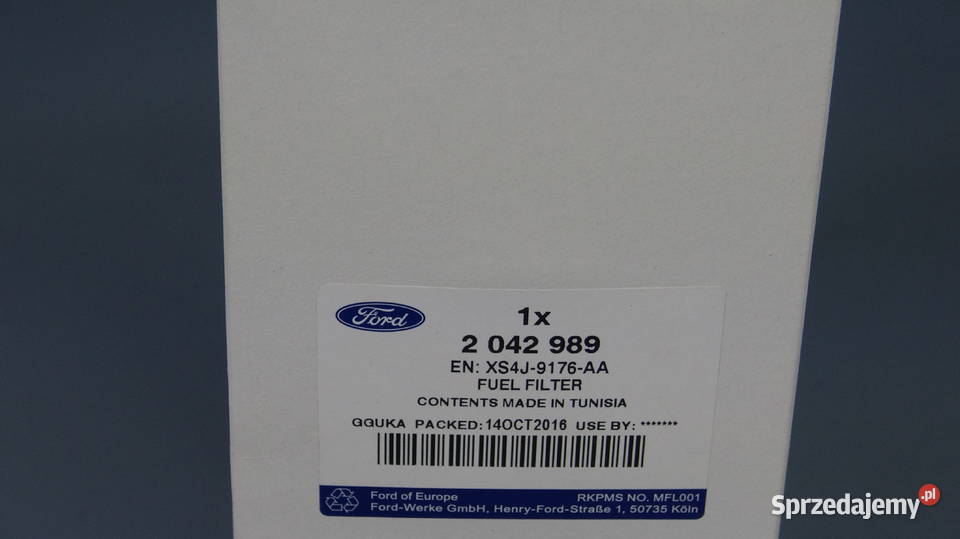 Ford
1x
2 042 989
EN: XS4J-9176-AA
FUEL FILTER
CONTENTS MADE IN TUNISIA
GGUKA PACKED:14OCT2016 USE BY: *******
Ford of Europe
RKPMS NO. MFL001
Ford-Werke GmbH, Henry-Ford-Straße 1, 50735 Köln
Sprzedajemy.pl